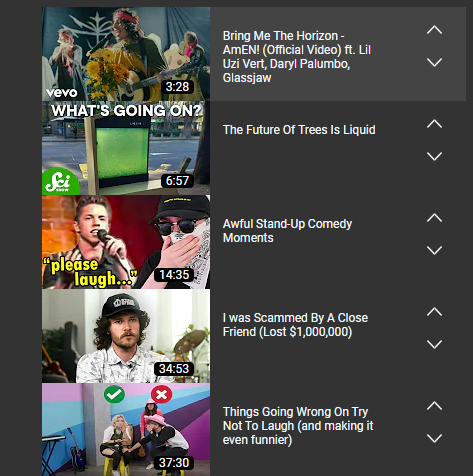 Bring Me The Horizon -
AmEN! (Official Video) ft. Lil
Uzi Vert, Daryl Palumbo,
Glassjaw
vevo
3:28
WHAT'S GOING ON?
The Future Of Trees Is Liquid
Sci
SHOW
6:57
Awful Stand-Up Comedy
Moments
"please
laugh..."
14:35
I was Scammed By A Close
Friend (Lost $1,000,000)
34:53
Things Going Wrong On Try
Not To Laugh (and making it
even funnier)
37:30